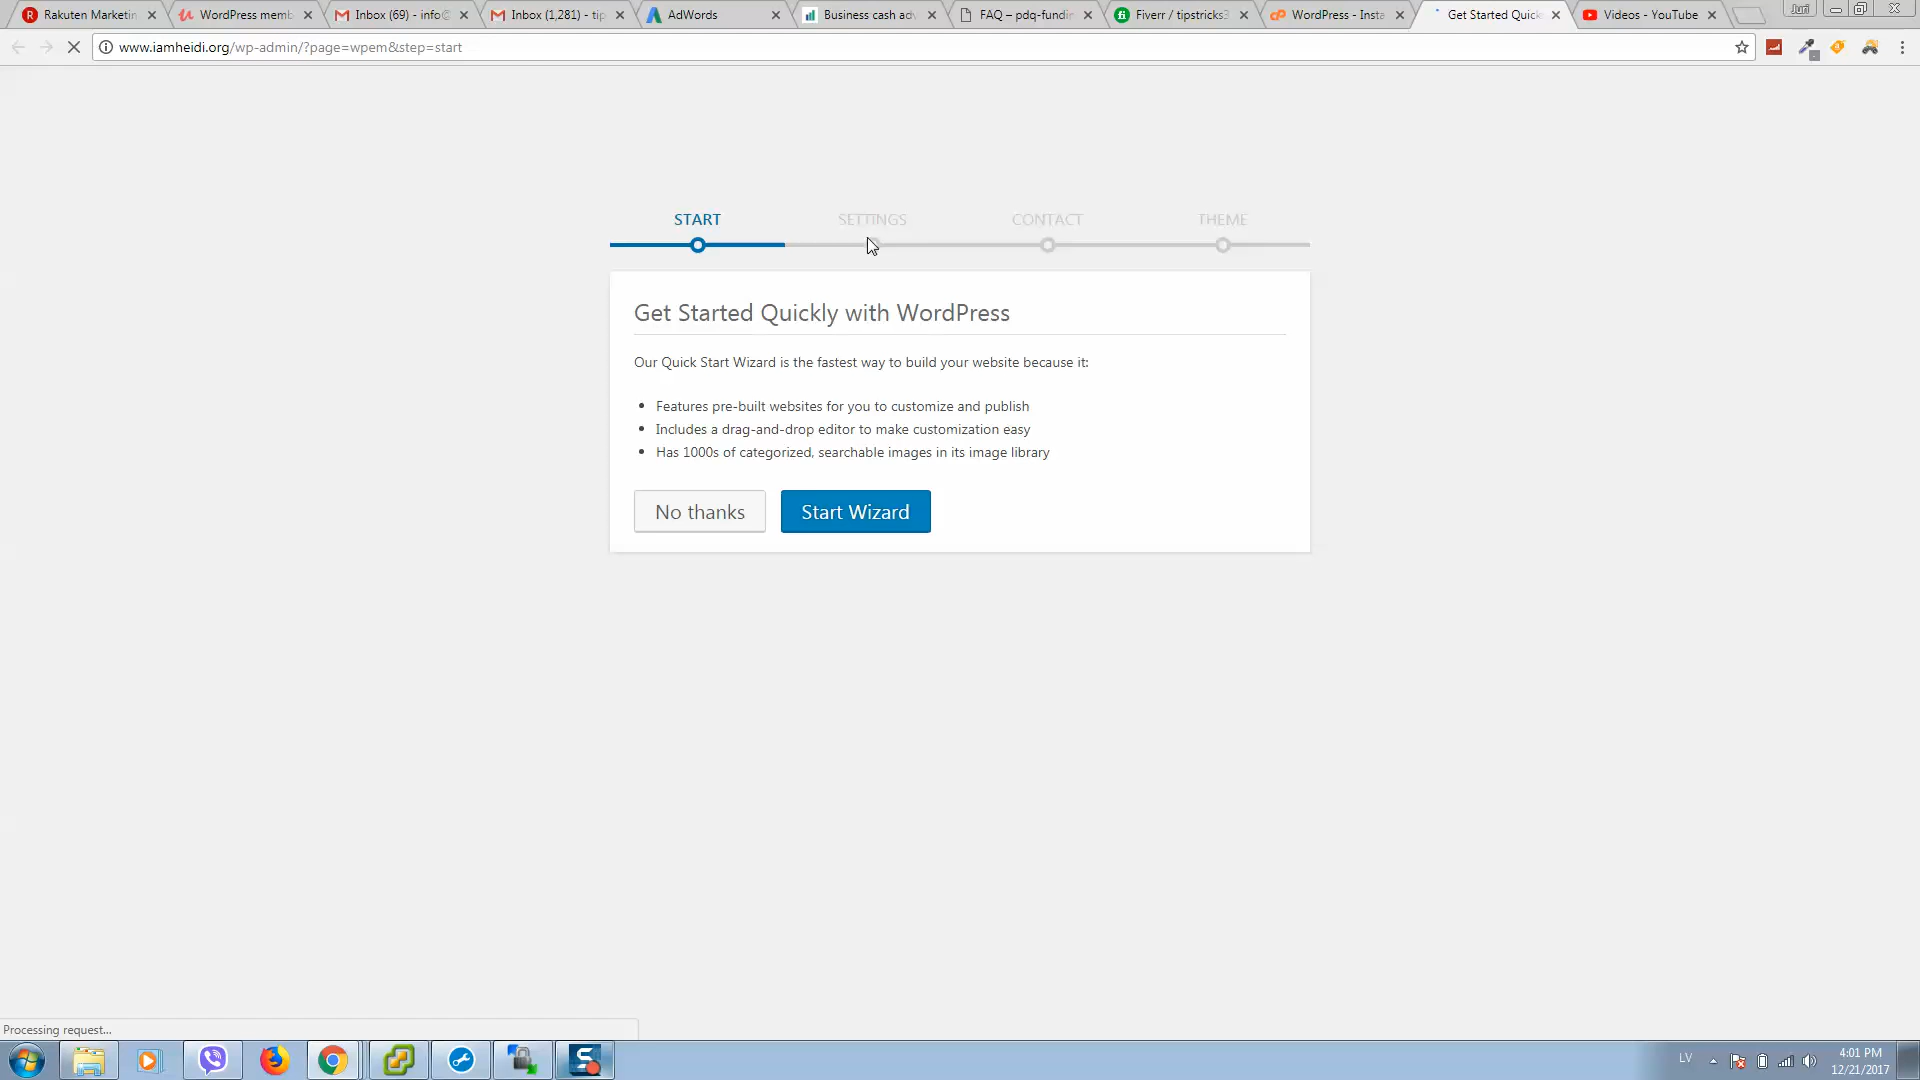 Rakuten Marketin
WordPress memb
Inbox (69) - info@
Inbox (1,281) - tip
AdWords
Business cash adv
FAQ – pdq-fundin
Fiverr / tipstricks
WordPress - Insta
Get Started Quick
Videos - YouTube
Juri
www.iamheidi.org/wp-admin/?page=wpem&step=start
START
SETTINGS
CONTACT
THEME
Get Started Quickly with WordPress
Our Quick Start Wizard is the fastest way to build your website because it:
Features pre-built websites for you to customize and publish
Includes a drag-and-drop editor to make customization easy
Has 1000s of categorized, searchable images in its image library
No thanks
Start Wizard
Processing request...
LV
4:01 PM
12/21/2017